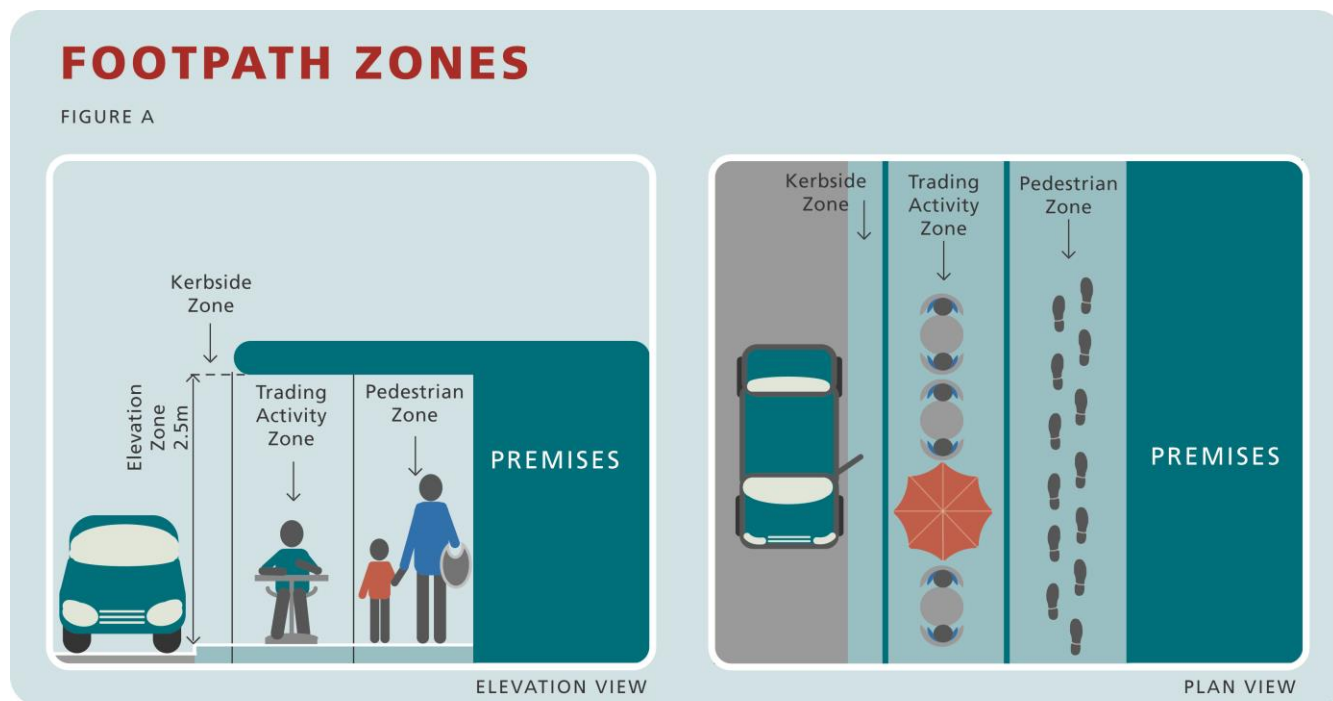 FOOTPATH ZONES
FIGURE A
Kerbside
Zone
Elevation
Zone
2.5m
Trading
Activity
Zone
Pedestrian
Zone
PREMISES
ELEVATION VIEW
Kerbside
Zone
Trading
Activity
Zone
Pedestrian
Zone
PREMISES
PLAN VIEW